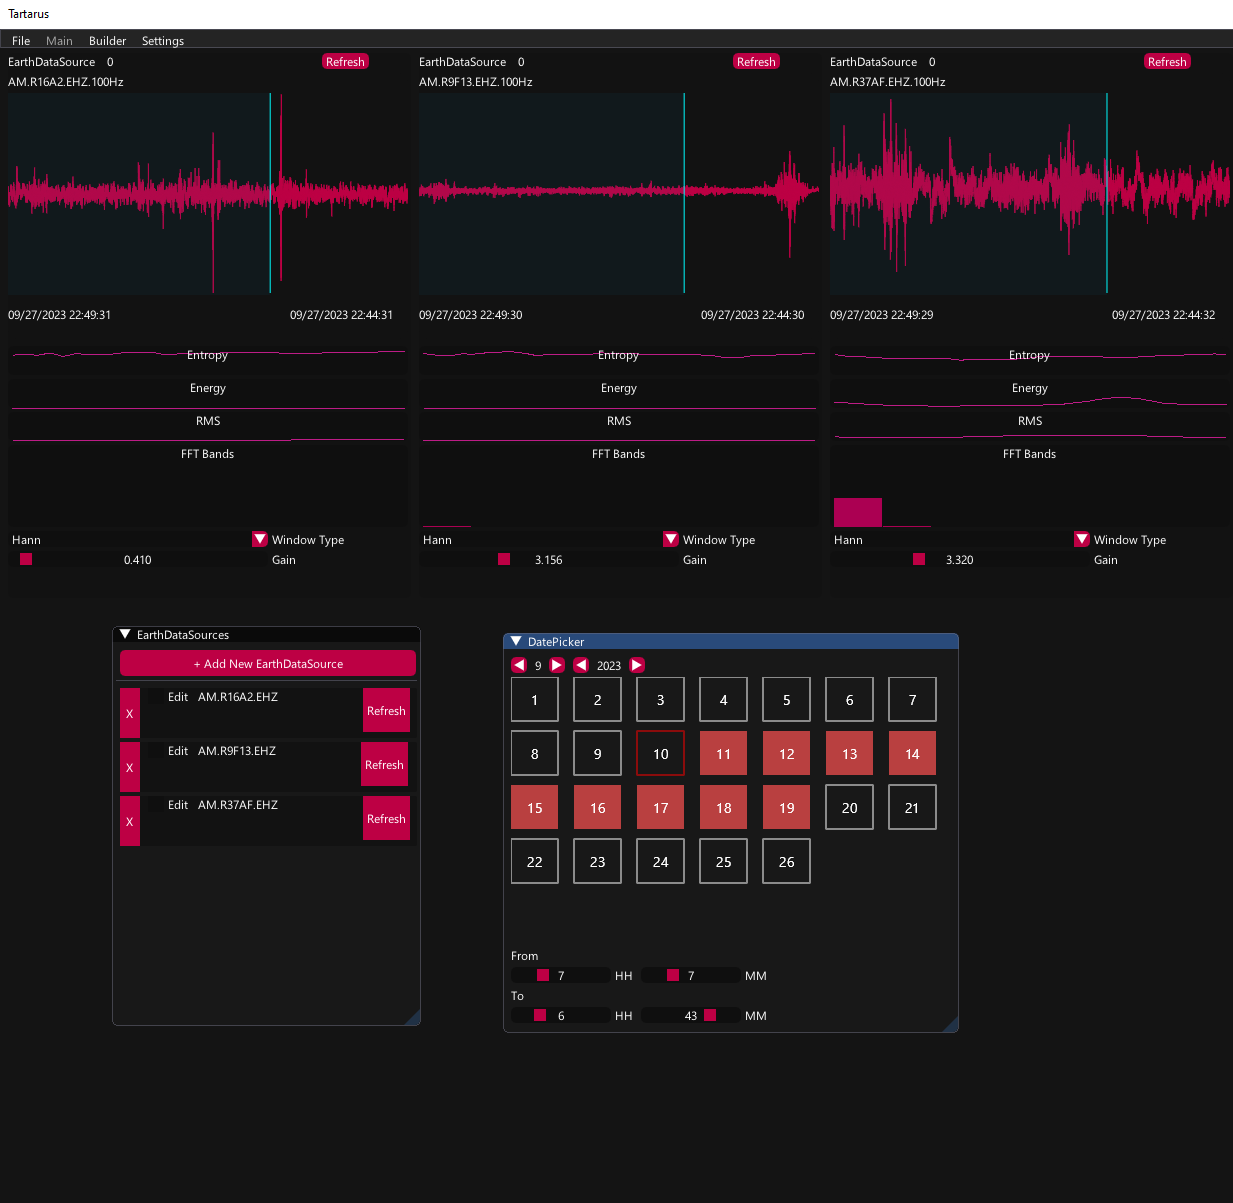 Tartarus
File Main Builder Settings
EarthDataSource 0 Refresh
AM.R16A2.EHZ.100Hz
09/27/2023 22:49:31 09/27/2023 22:44:31
Entropy
Energy
RMS
FFT Bands
Hann Window Type
0.410 Gain
EarthDataSource 0 Refresh
AM.R9F13.EHZ.100Hz
09/27/2023 22:49:30 09/27/2023 22:44:30
Entropy
Energy
RMS
FFT Bands
Hann Window Type
3.156 Gain
EarthDataSource 0 Refresh
AM.R37AF.EHZ.100Hz
09/27/2023 22:49:29 09/27/2023 22:44:32
Entropy
Energy
RMS
FFT Bands
Hann Window Type
3.320 Gain
EarthDataSources
+ Add New EarthDataSource
X Edit AM.R16A2.EHZ Refresh
X Edit AM.R9F13.EHZ Refresh
X Edit AM.R37AF.EHZ Refresh
DatePicker
9 2023
1 2 3 4 5 6 7
8 9 10 11 12 13 14
15 16 17 18 19 20 21
22 23 24 25 26
From
7 HH 7 MM
To
6 HH 43 MM